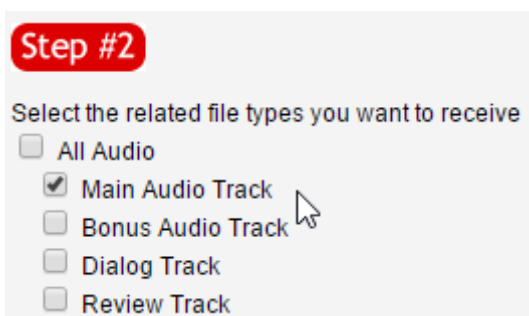 Step #2
Select the related file types you want to receive
All Audio
Main Audio Track
Bonus Audio Track
Dialog Track
Review Track